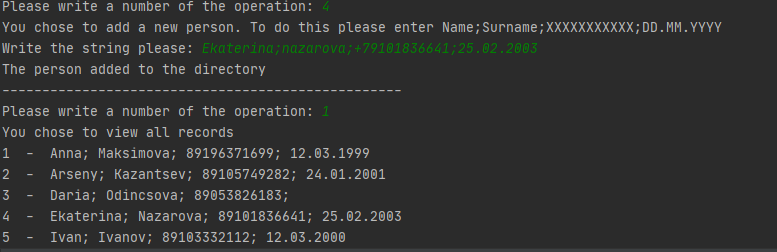 Please write a number of the operation: 4
You chose to add a new person. To do this please enter Name;Surname;XXXXXXXXXXX;DD.MM.YYYY
Write the string please: Ekaterina;nazarova;+79101836641;25.02.2003
The person added to the directory
--------------------------------------------------
Please write a number of the operation: 1
You chose to view all records
1  -  Anna; Maksimova; 89196371699; 12.03.1999
2  -  Arseny; Kazantsev; 89105749282; 24.01.2001
3  -  Daria; Odincsova; 89053826183;
4  -  Ekaterina; Nazarova; 89101836641; 25.02.2003
5  -  Ivan; Ivanov; 89103332112; 12.03.2000